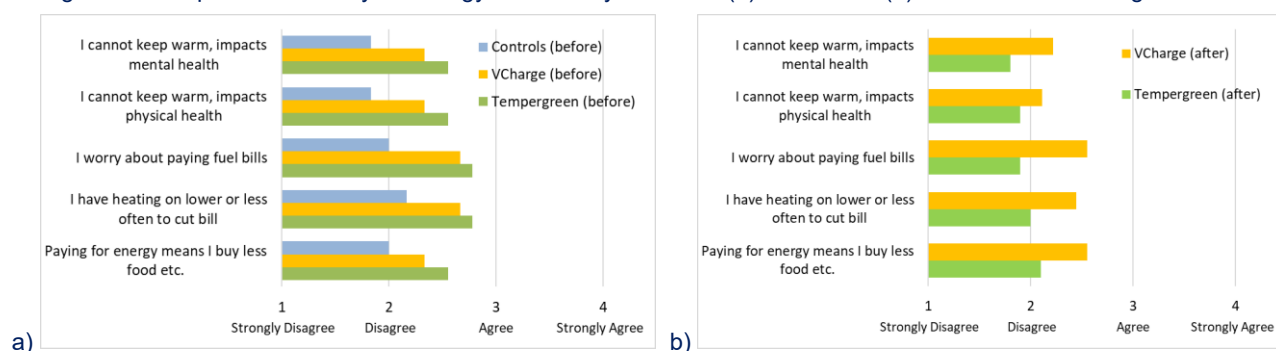 I cannot keep warm, impacts
mental health
I cannot keep warm, impacts
physical health
I worry about paying fuel bills
I have heating on lower or less
often to cut bill
Paying for energy means I buy less
food etc.
Controls (before)
VCharge (before)
Tempergreen (before)
1
2
3
4
Strongly Disagree
Disagree
Agree
Strongly Agree
a)
I cannot keep warm, impacts
mental health
I cannot keep warm, impacts
physical health
I worry about paying fuel bills
I have heating on lower or less
often to cut bill
Paying for energy means I buy less
food etc.
VCharge (after)
Tempergreen (after)
1
2
3
4
Strongly Disagree
Disagree
Agree
Strongly Agree
b)